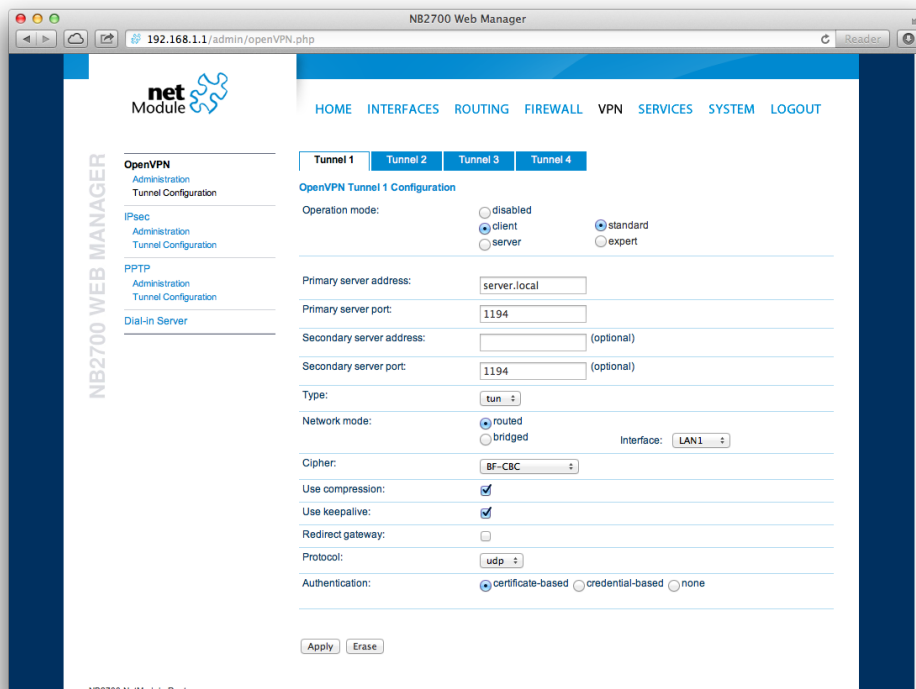 NB2700 Web Manager
192.168.1.1/admin/openVPN.php
Reader
net
Module
HOME INTERFACES ROUTING FIREWALL VPN SERVICES SYSTEM LOGOUT
NB2700 WEB MANAGER
OpenVPN
Administration
Tunnel Configuration
IPsec
Administration
Tunnel Configuration
PPTP
Administration
Tunnel Configuration
Dial-in Server
Tunnel 1 Tunnel 2 Tunnel 3 Tunnel 4
OpenVPN Tunnel 1 Configuration
Operation mode: disabled
client standard
server expert
Primary server address: server.local
Primary server port: 1194
Secondary server address: (optional)
Secondary server port: 1194 (optional)
Type: tun
Network mode: routed
bridged Interface: LAN1
Cipher: BF-CBC
Use compression:
Use keepalive:
Redirect gateway:
Protocol: udp
Authentication: certificate-based credential-based none
Apply Erase